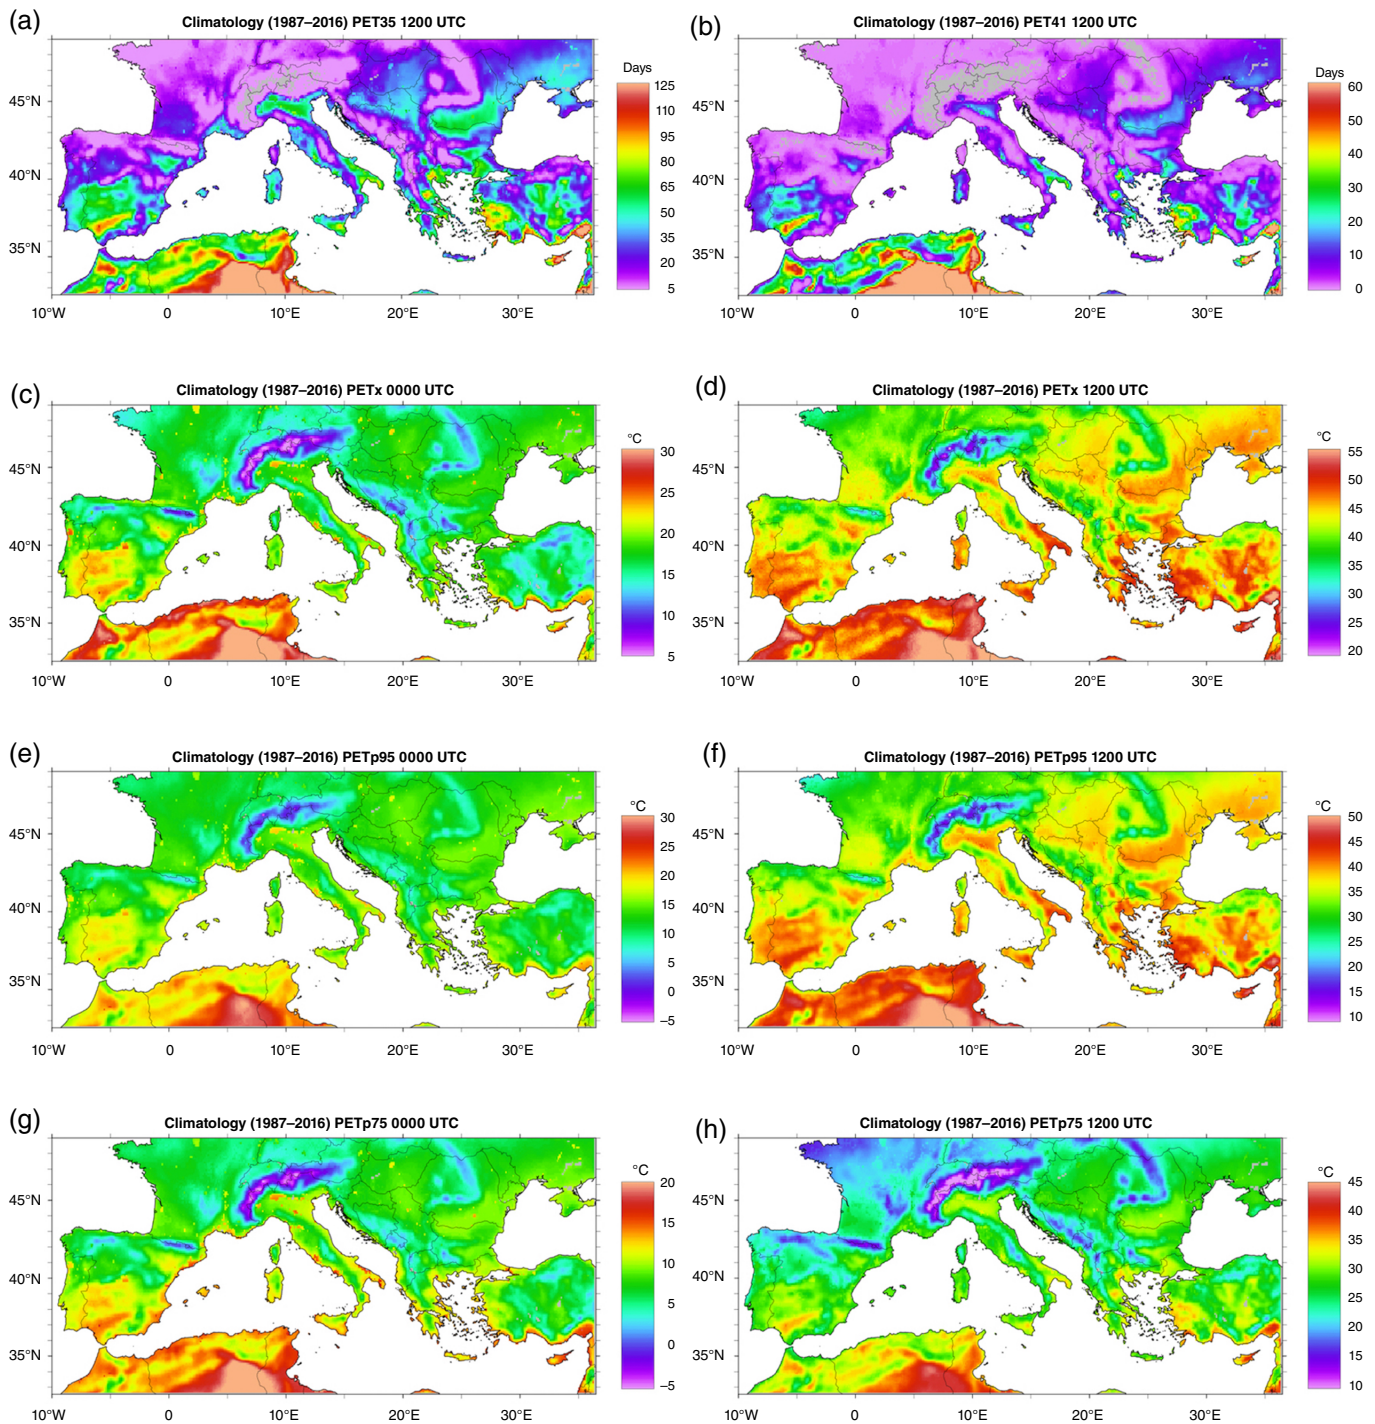 (a)
Climatology (1987–2016) PET35 1200 UTC
Days
125
110
95
80
65
50
35
20
5
45°N
40°N
35°N
10°W
0
10°E
20°E
30°E
(b)
Climatology (1987–2016) PET41 1200 UTC
Days
60
50
40
30
20
10
0
45°N
40°N
35°N
10°W
0
10°E
20°E
30°E
(c)
Climatology (1987–2016) PETx 0000 UTC
°C
30
25
20
15
10
5
45°N
40°N
35°N
10°W
0
10°E
20°E
30°E
(d)
Climatology (1987–2016) PETx 1200 UTC
°C
55
50
45
40
35
30
25
20
45°N
40°N
35°N
10°W
0
10°E
20°E
30°E
(e)
Climatology (1987–2016) PETp95 0000 UTC
°C
30
25
20
15
10
5
0
–5
45°N
40°N
35°N
10°W
0
10°E
20°E
30°E
(f)
Climatology (1987–2016) PETp95 1200 UTC
°C
50
45
40
35
30
25
20
15
10
45°N
40°N
35°N
10°W
0
10°E
20°E
30°E
(g)
Climatology (1987–2016) PETp75 0000 UTC
°C
20
15
10
5
0
–5
45°N
40°N
35°N
10°W
0
10°E
20°E
30°E
(h)
Climatology (1987–2016) PETp75 1200 UTC
°C
45
40
35
30
25
20
15
10
45°N
40°N
35°N
10°W
0
10°E
20°E
30°E